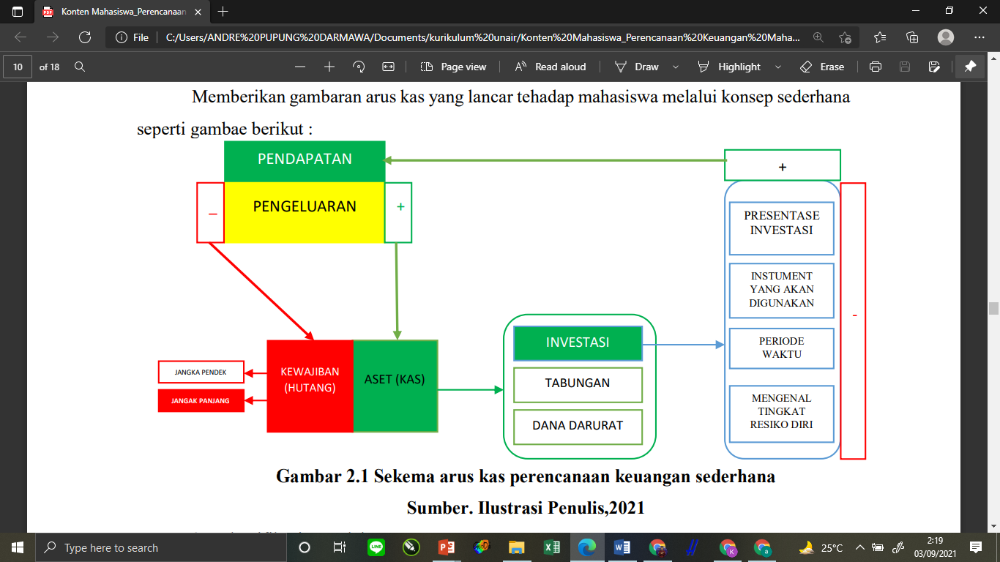 Konten Mahasiswa_Perencanaan
File
C:/Users/ANDRE%20PUPUNG%20DARMAWA/Documents/kurikulum%20unair/Konten%20Mahasiswa_Perencanaan%20Keuangan%20Maha...
10 of 18
Page view
Read aloud
Draw
Highlight
Erase
Memberikan gambaran arus kas yang lancar tehadap mahasiswa melalui konsep sederhana
seperti gambae berikut :
PENDAPATAN
+
–
PENGELUARAN
+
PRESENTASE
INVESTASI
INSTUMENT
YANG AKAN
DIGUNAKAN
PERIODE
WAKTU
MENGENAL
TINGKAT
RESIKO DIRI
-
INVESTASI
TABUNGAN
DANA DARURAT
KEWAJIBAN
(HUTANG)
ASET (KAS)
JANGKA PENDEK
JANGAK PANJANG
Gambar 2.1 Sekema arus kas perencanaan keuangan sederhana
Sumber. Ilustrasi Penulis,2021
Type here to search
25°C
2:19
03/09/2021